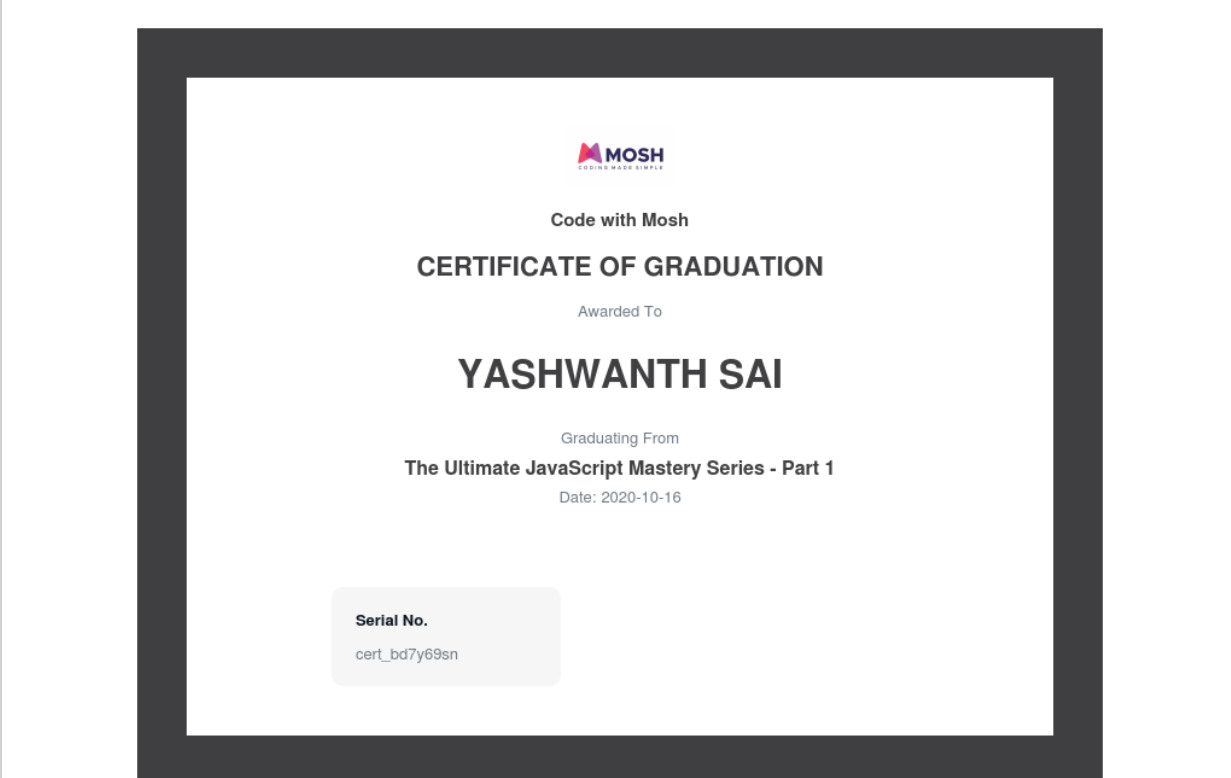 MOSH
CODING MADE SIMPLE
Code with Mosh
CERTIFICATE OF GRADUATION
Awarded To
YASHWANTH SAI
Graduating From
The Ultimate JavaScript Mastery Series - Part 1
Date: 2020-10-16
Serial No.
cert_bd7y69sn